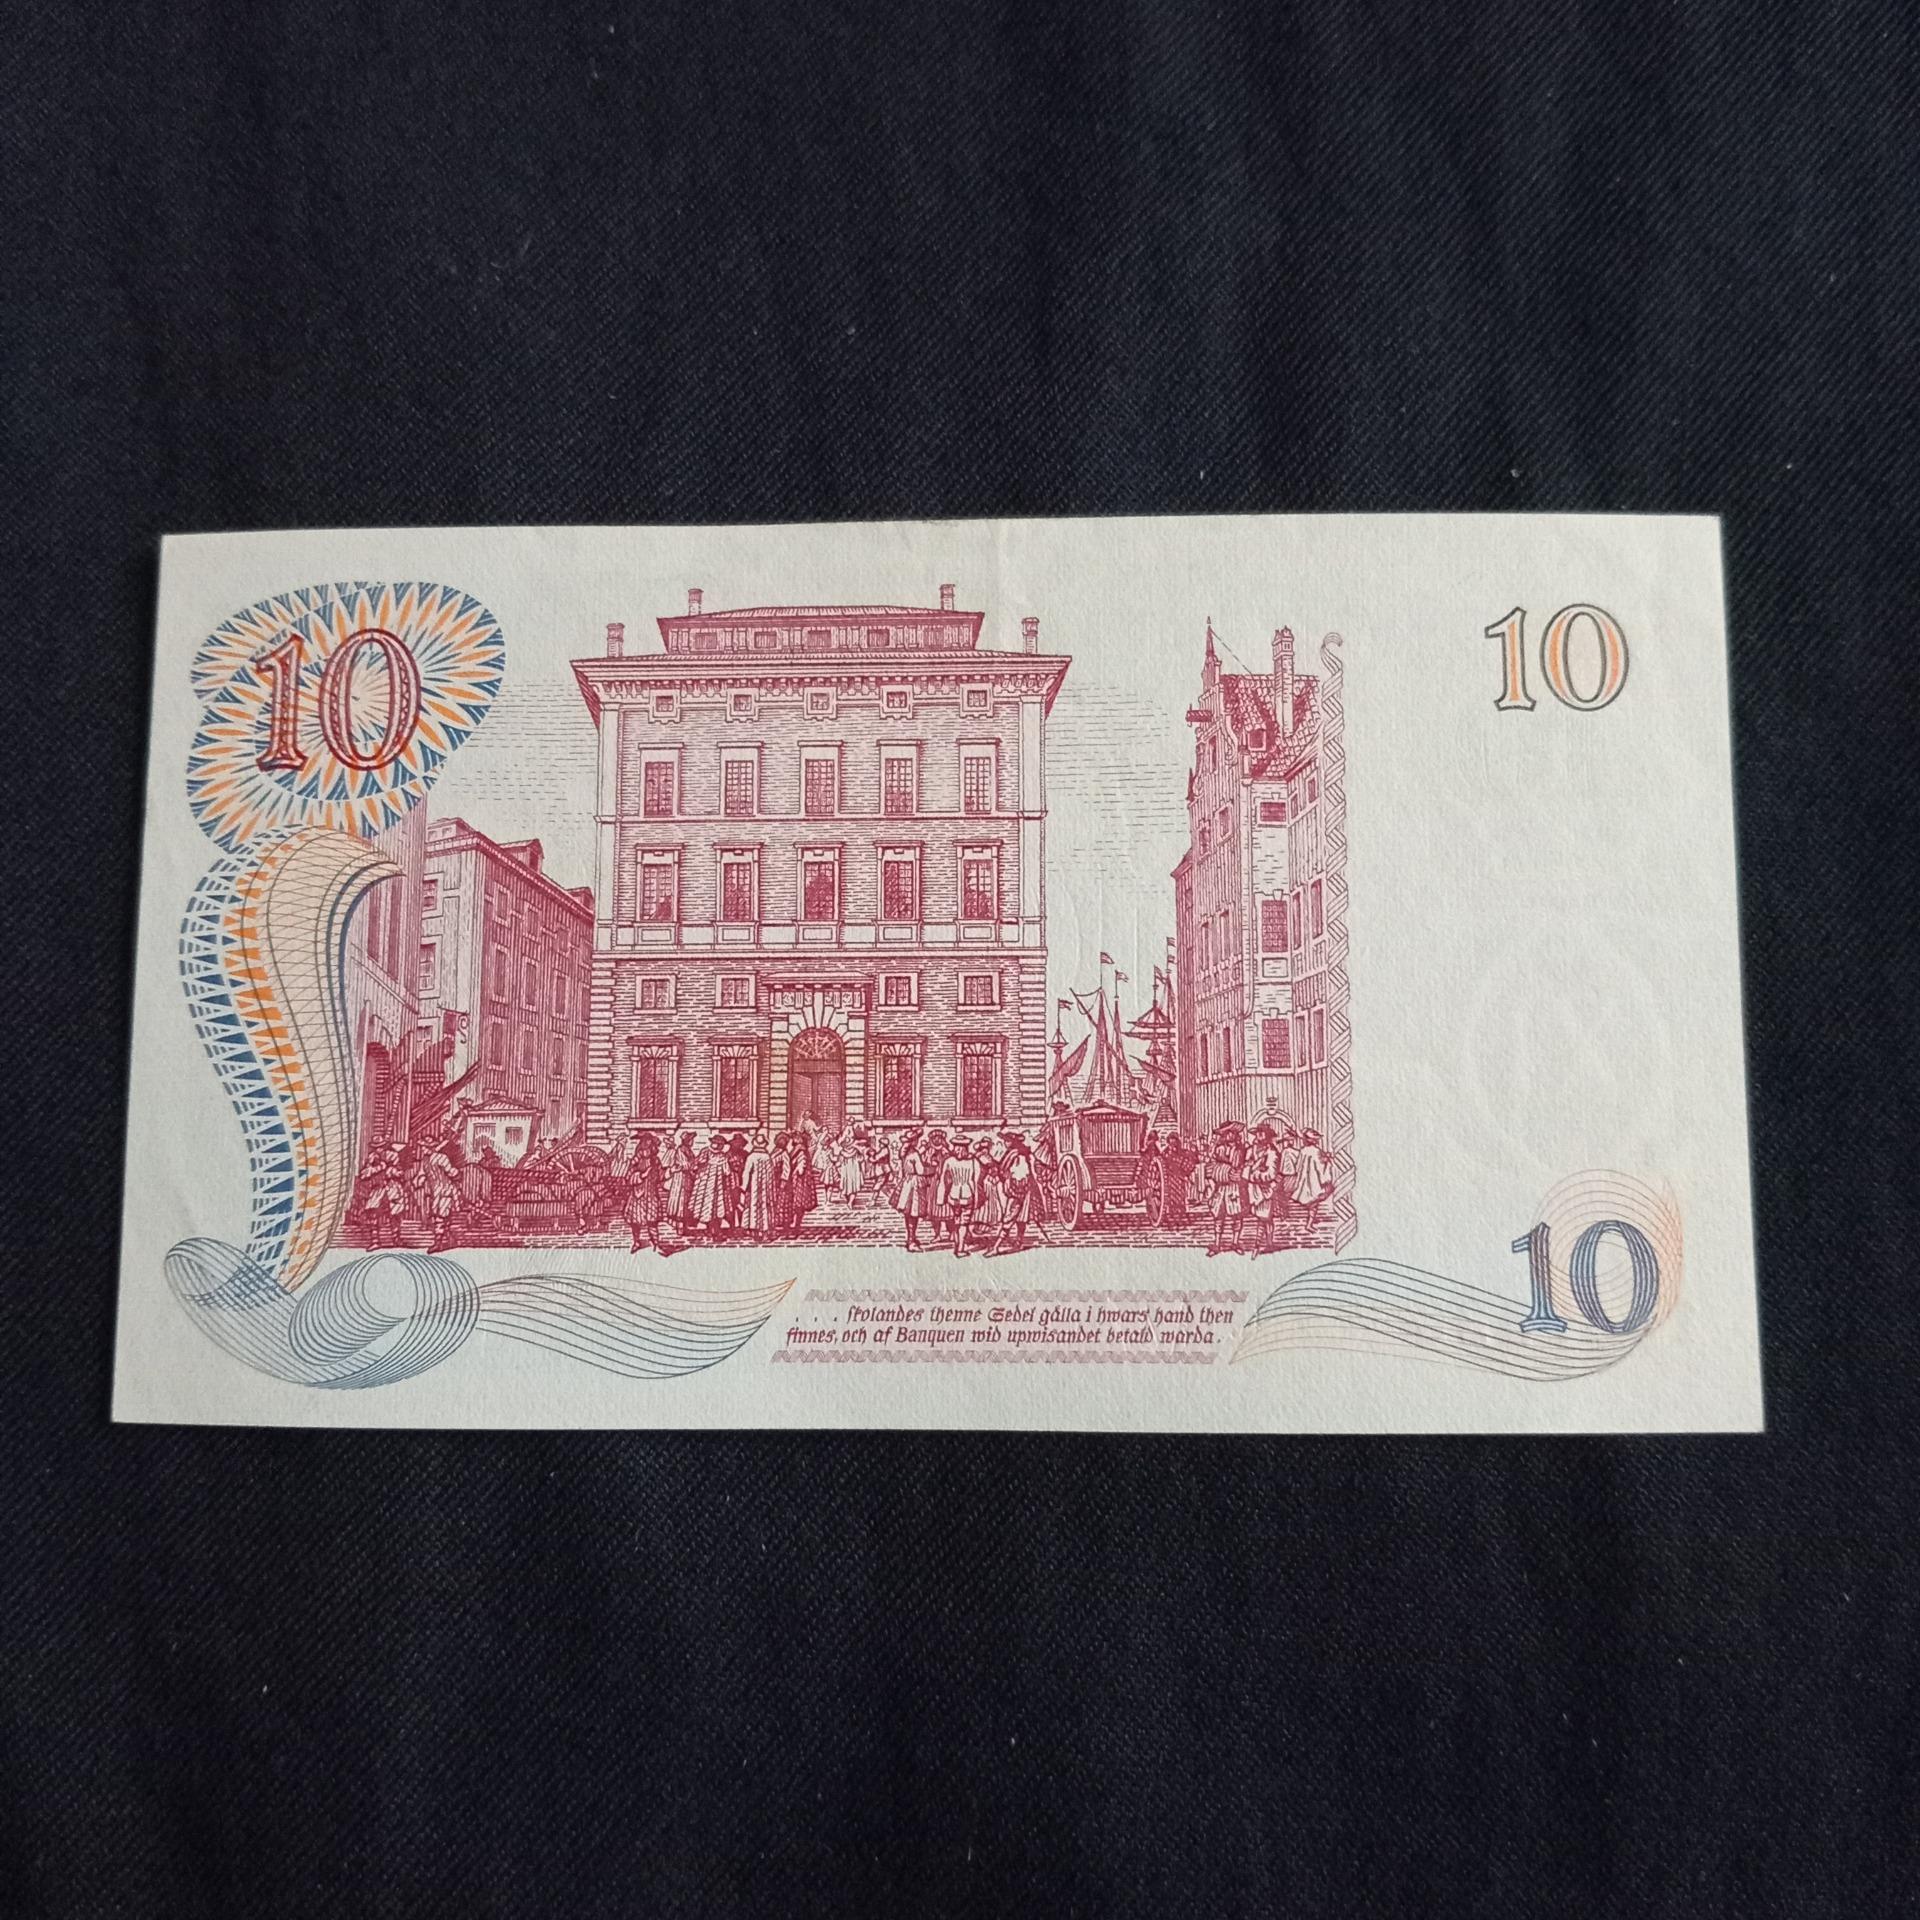 10
10
. . . skolandes thenne Sedel gälla i hwars hand then
finnes, och af Banquen wid upwisandet betald warda.
10